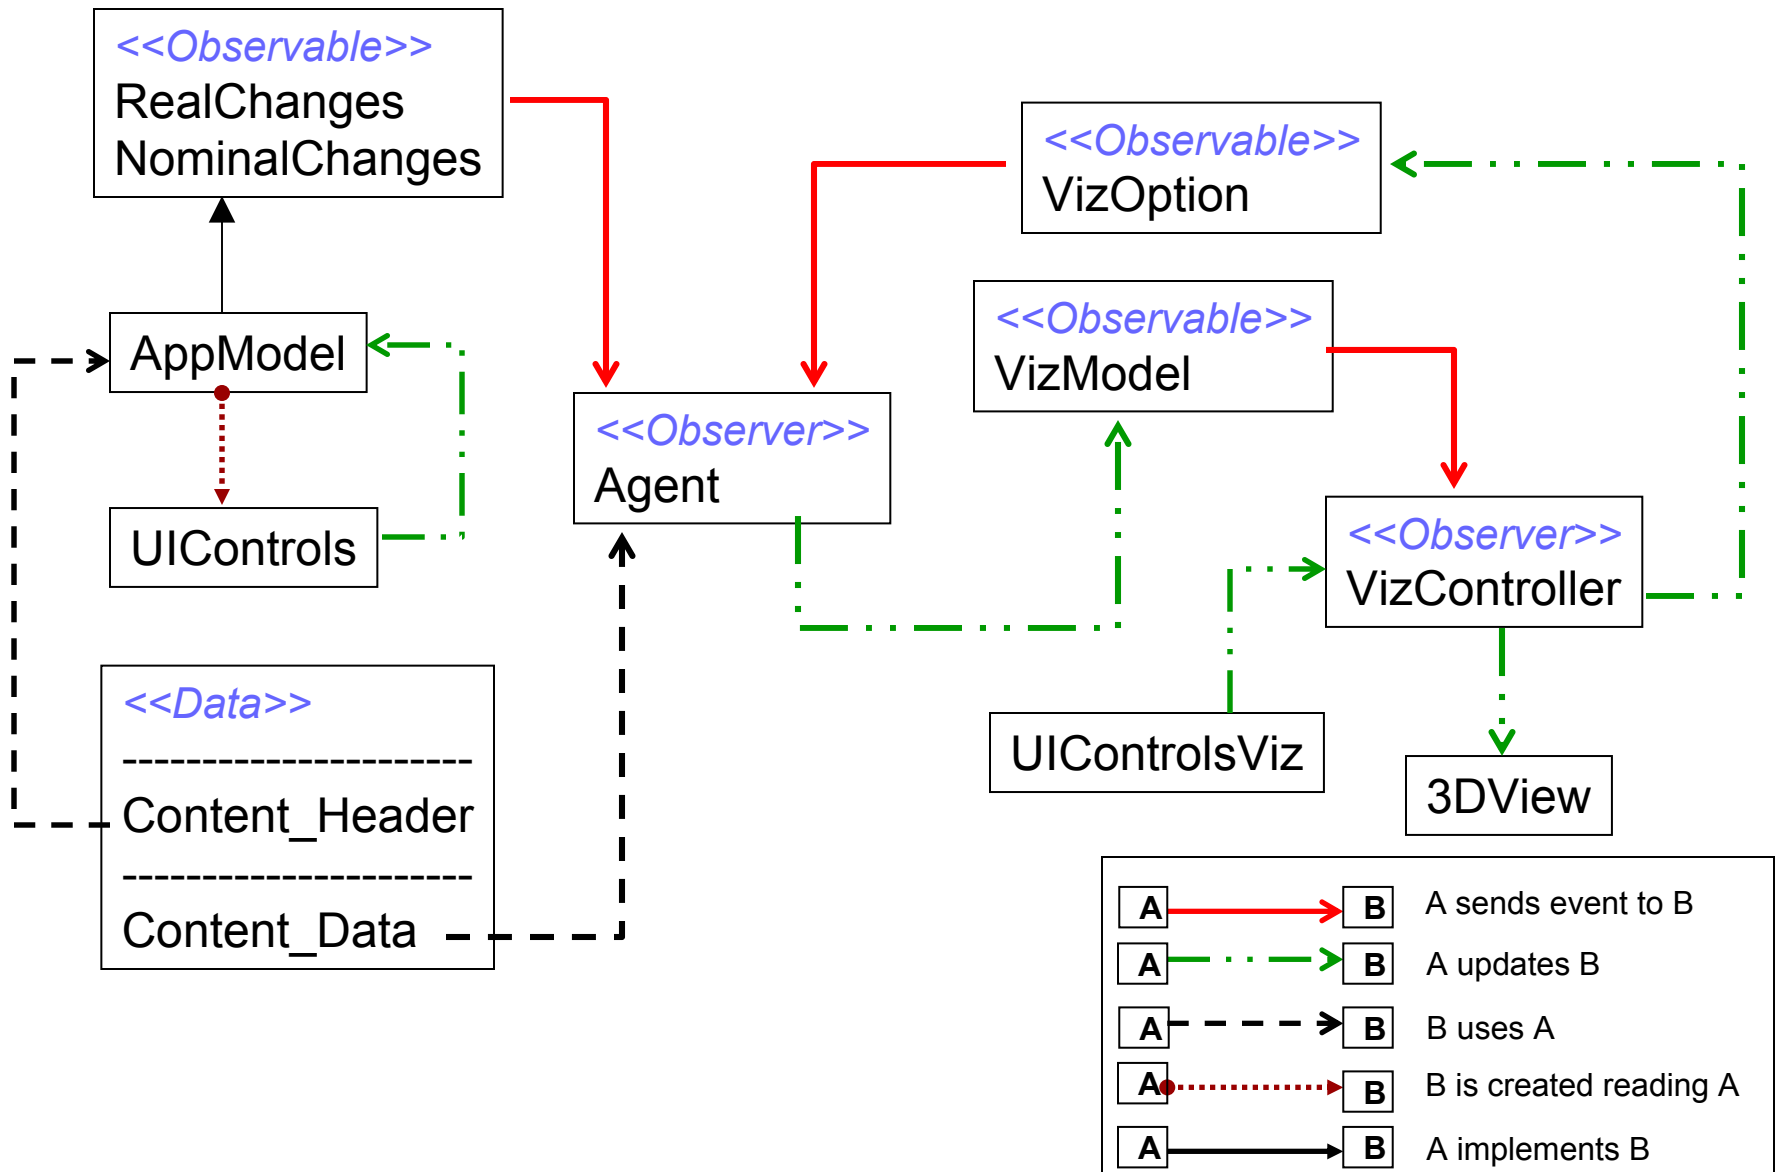 <<Observable>>
RealChanges
NominalChanges
<<Observable>>
VizOption
<<Observable>>
VizModel
AppModel
<<Observer>>
Agent
UIControls
<<Observer>>
VizController
<<Data>>
----------------------
Content_Header
----------------------
Content_Data
UIControlsViz
3DView
A B A sends event to B
A B A updates B
A B B uses A
A B B is created reading A
A B A implements B